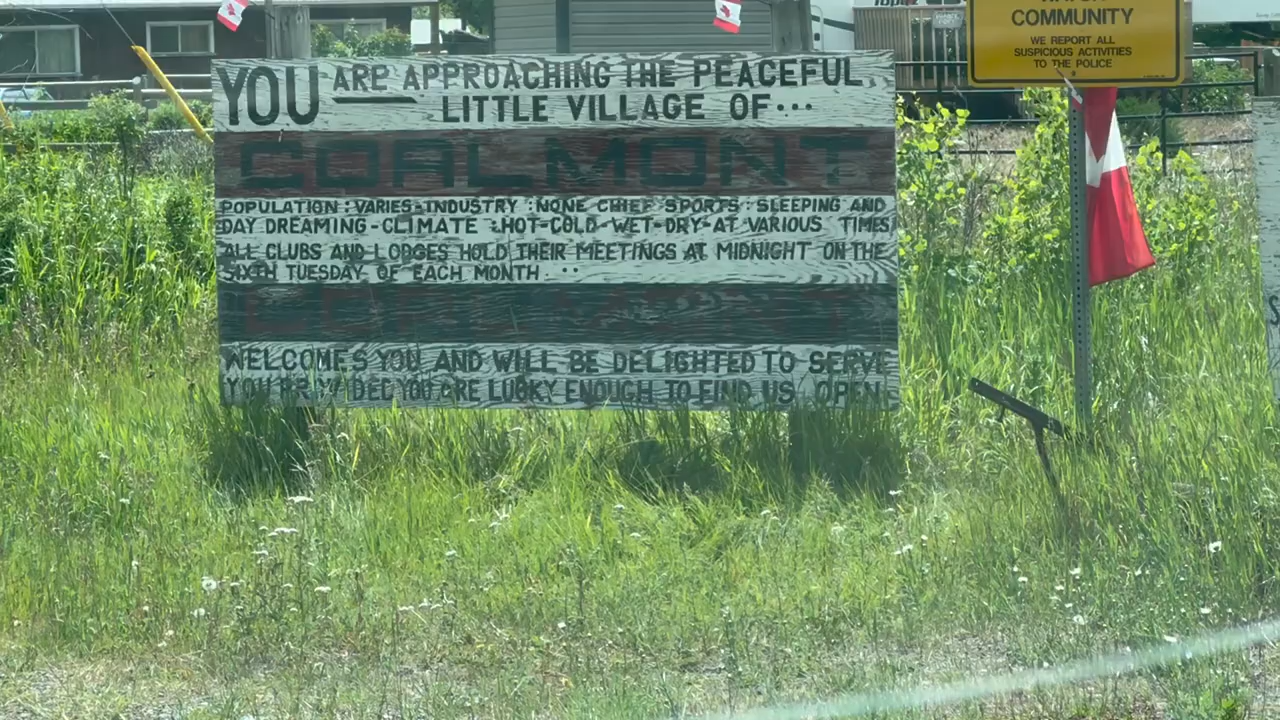 YOU ARE APPROACHING THE PEACEFUL
LITTLE VILLAGE OF...
COALMONT
POPULATION : VARIES - INDUSTRY : NONE CHIEF SPORTS : SLEEPING AND
DAY DREAMING - CLIMATE : HOT-COLD-WET-DRY-AT VARIOUS TIMES
ALL CLUBS AND LODGES HOLD THEIR MEETINGS AT MIDNIGHT ON THE
SIXTH TUESDAY OF EACH MONTH...
WELCOMES YOU AND WILL BE DELIGHTED TO SERVE
YOU PROVIDED YOU ARE LUCKY ENOUGH TO FIND US OPEN
COMMUNITY
WE REPORT ALL
SUSPICIOUS ACTIVITIES
TO THE POLICE